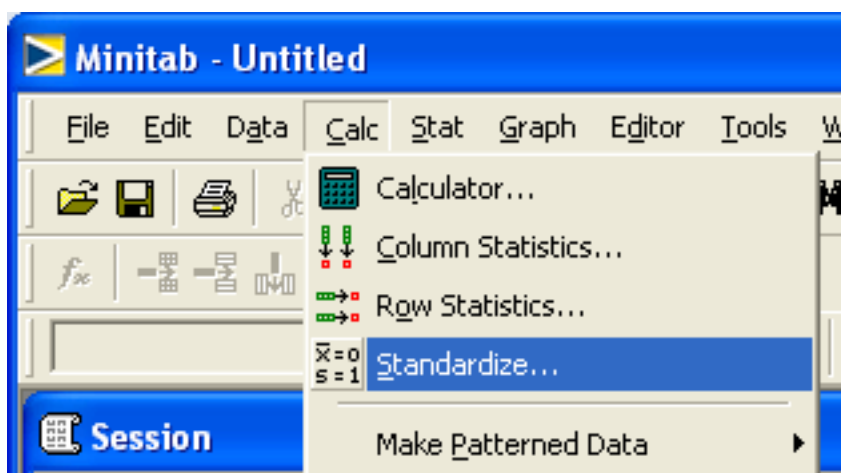 Minitab - Untitled
File Edit Data Calc Stat Graph Editor Tools W
Calculator...
Column Statistics...
Row Statistics...
x̄=0
s=1 Standardize...
Session
Make Patterned Data